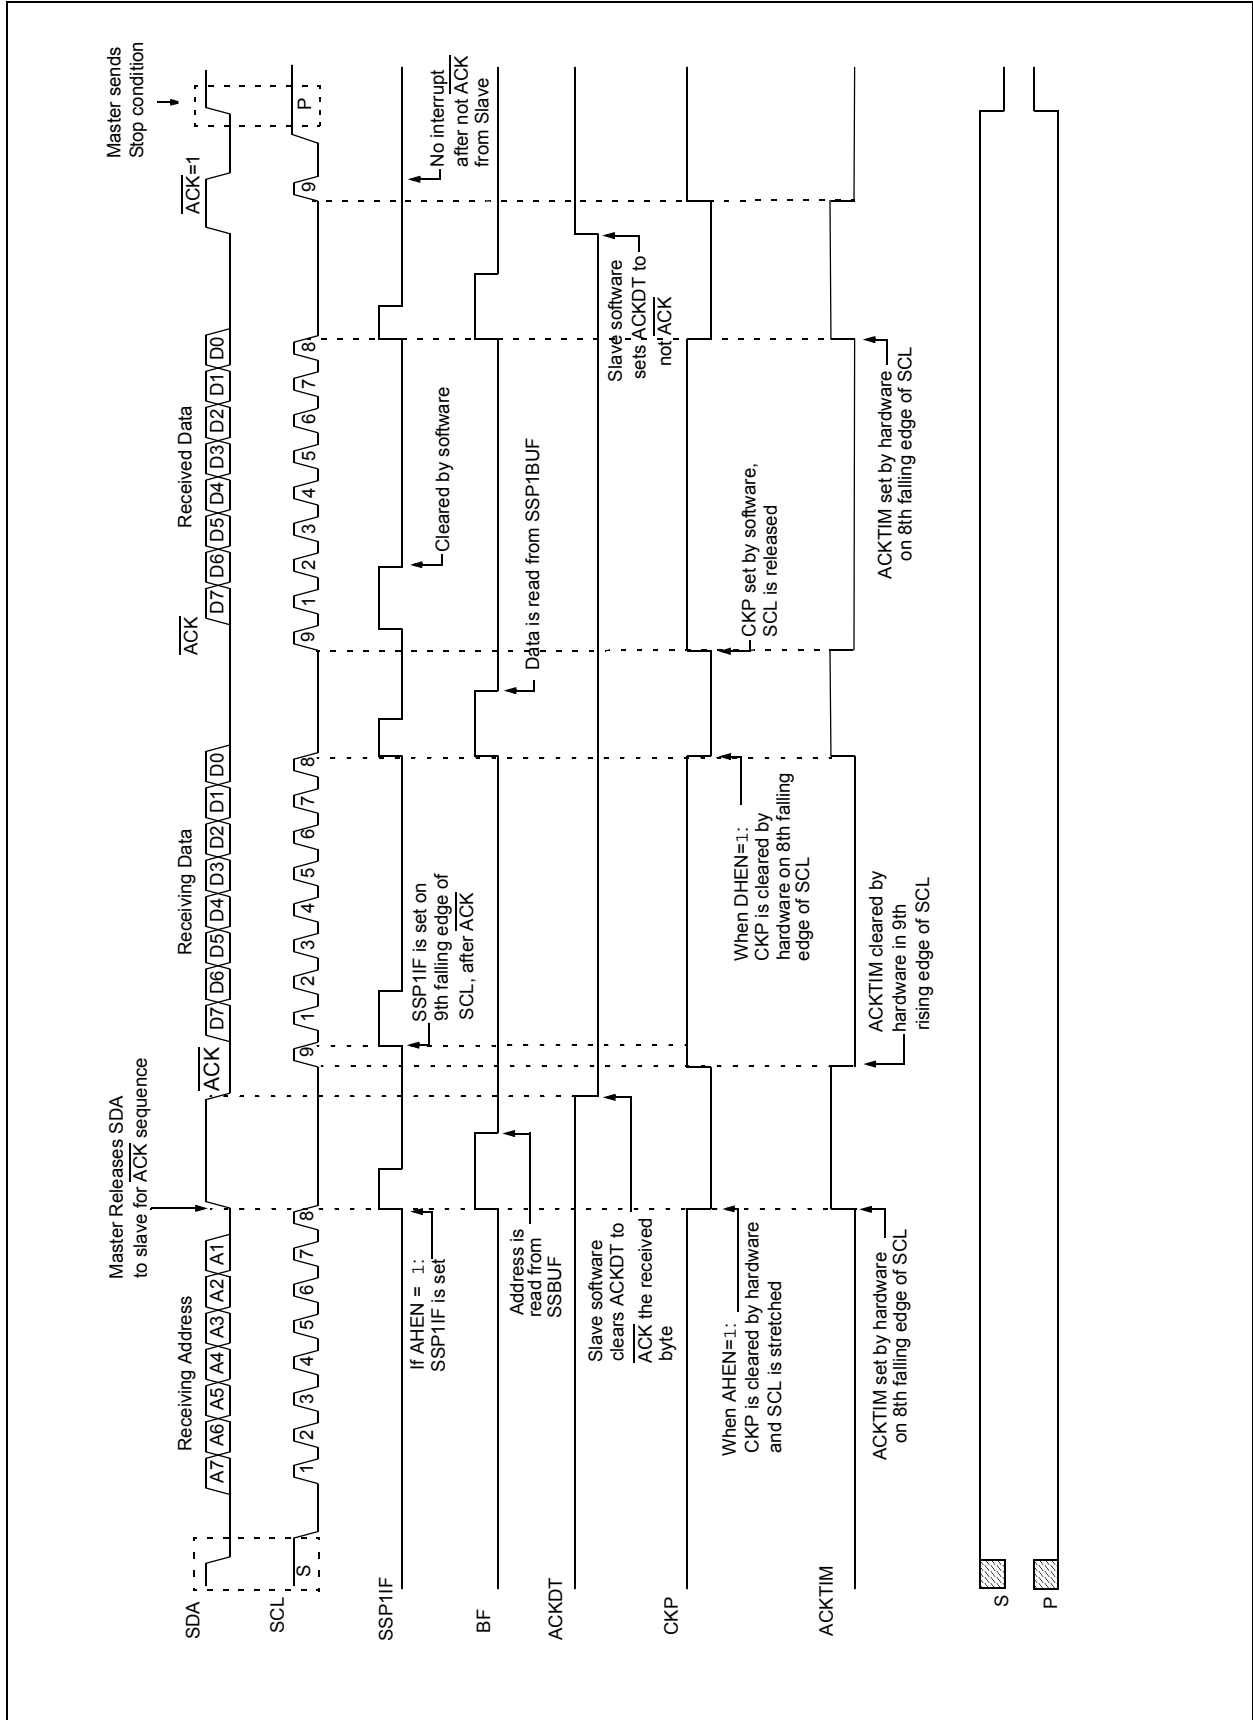 Master Releases SDA
to slave for ACK sequence
Master sends
Stop condition
Receiving Address
Receiving Data
Received Data
ACK
ACK
ACK=1
SDA
A7 A6 A5 A4 A3 A2 A1
D7 D6 D5 D4 D3 D2 D1 D0
D7 D6 D5 D4 D3 D2 D1 D0
SCL
S
1 2 3 4 5 6 7 8
9 1 2 3 4 5 6 7 8
9 1 2 3 4 5 6 7 8
9
P
SSP1IF
If AHEN = 1:
SSP1IF is set
SSP1IF is set on
9th falling edge of
SCL, after ACK
Cleared by software
No interrupt
after not ACK
from Slave
BF
Address is
read from
SSBUF
Data is read from SSP1BUF
ACKDT
Slave software
clears ACKDT to
ACK the received
byte
Slave software
sets ACKDT to
not ACK
CKP
When AHEN=1:
CKP is cleared by hardware
and SCL is stretched
When DHEN=1:
CKP is cleared by
hardware on 8th falling
edge of SCL
CKP set by software,
SCL is released
ACKTIM
ACKTIM set by hardware
on 8th falling edge of SCL
ACKTIM cleared by
hardware in 9th
rising edge of SCL
ACKTIM set by hardware
on 8th falling edge of SCL
S
P